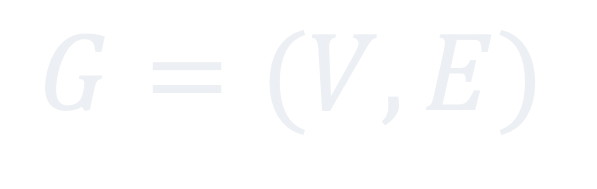 G = (V, E)